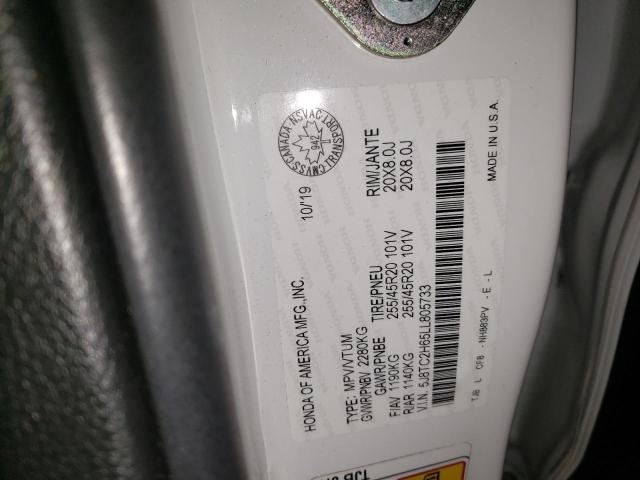 HONDA OF AMERICA MFG.,INC. 10/'19
CMVSS CANADA NSVAC TRANSPORT
942
TYPE: MPV/VTUM
GVWR/PNBV 2280KG
GAWR/PNBE TIRE/PNEU RIM/JANTE
F/AV 1190KG 255/45R20 101V 20X8.0J
R/AR 1140KG 255/45R20 101V 20X8.0J
V.I.N. 5J8TC2H65LL805733
MADE IN U.S.A.
TJB L CFB - NH883PV - E - L
TJB